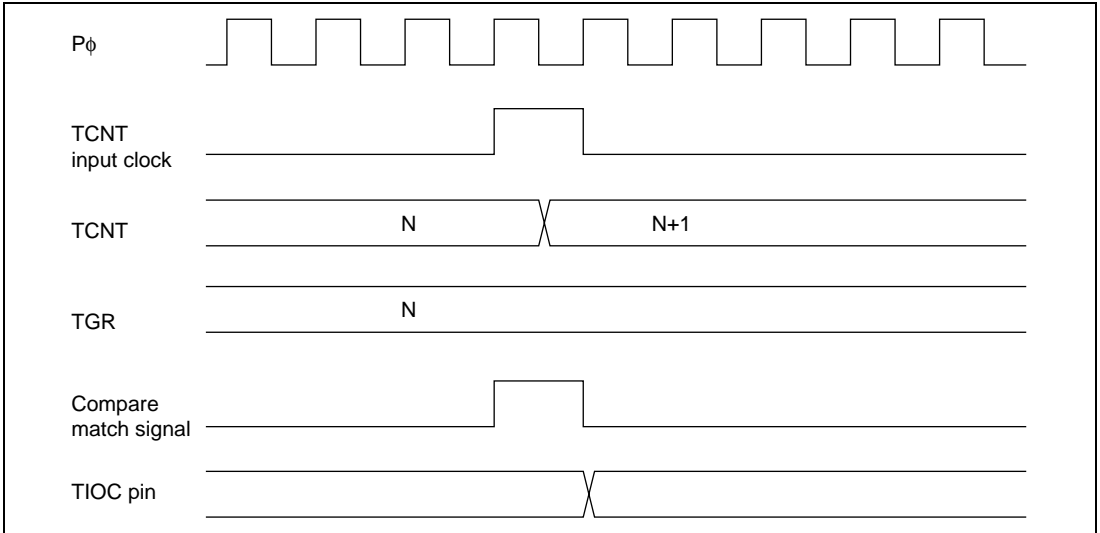 Pφ
TCNT
input clock
TCNT
N
N+1
TGR
N
Compare
match signal
TIOC pin